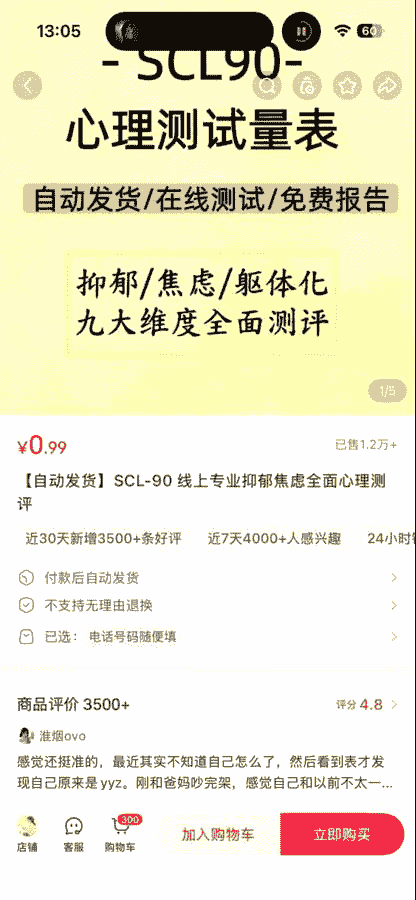 13:05
60
- SCL90-
心理测试量表
自动发货/在线测试/免费报告
抑郁/焦虑/躯体化
九大维度全面测评
1/5
¥0.99
已售1.2万+
【自动发货】SCL-90 线上专业抑郁焦虑全面心理测
评
近30天新增3500+条好评 近7天4000+人感兴趣 24小时
付款后自动发货
不支持无理由退换
已选： 电话号码随便填
商品评价 3500+
评分 4.8
淮烟ovo
感觉还挺准的，最近其实不知道自己怎么了，然后看到表才发
现自己原来是 yyz。刚和爸妈吵完架，感觉自己和以前不太一...
300
店铺 客服 购物车 加入购物车 立即购买